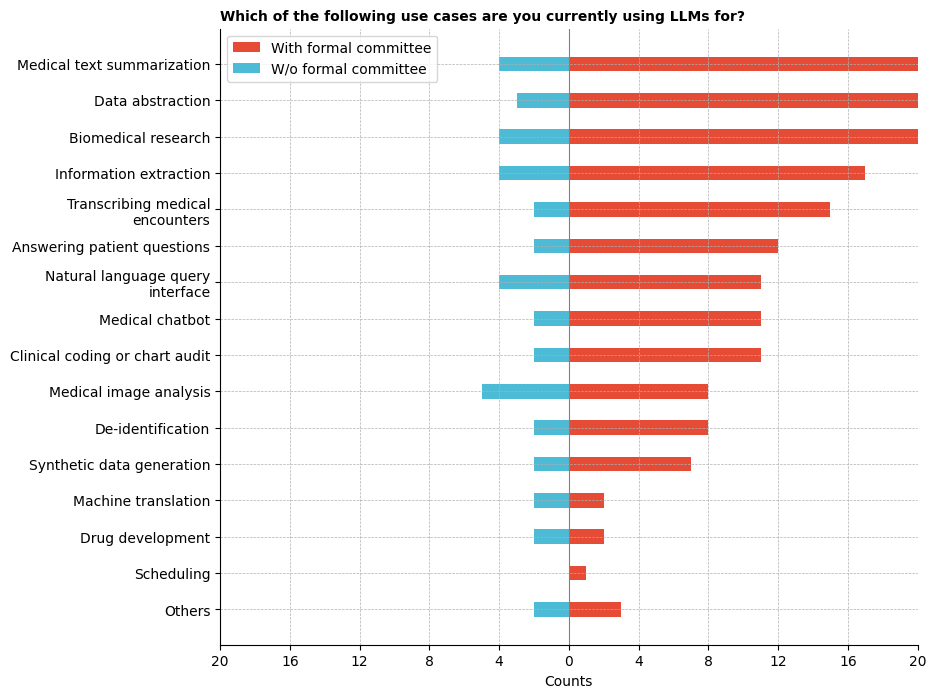 Which of the following use cases are you currently using LLMs for?
With formal committee
W/o formal committee
Medical text summarization
Data abstraction
Biomedical research
Information extraction
Transcribing medical
encounters
Answering patient questions
Natural language query
interface
Medical chatbot
Clinical coding or chart audit
Medical image analysis
De-identification
Synthetic data generation
Machine translation
Drug development
Scheduling
Others
20 16 12 8 4 0 4 8 12 16 20
Counts